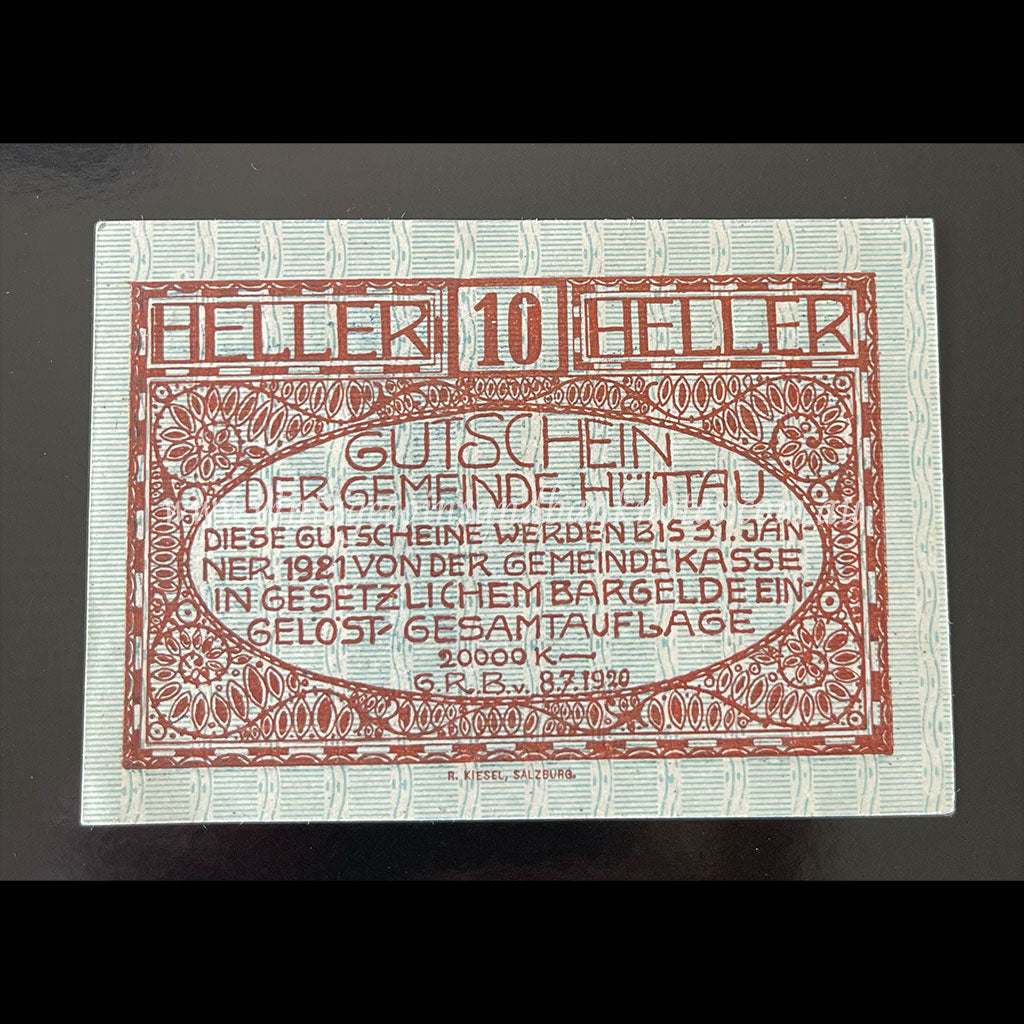 HELLER 10 HELLER
GUTSCHEIN
DER GEMEINDE HÜTTAU
DIESE GUTSCHEINE WERDEN BIS 31. JÄN-
NER 1921 VON DER GEMEINDEKASSE
IN GESETZLICHEM BARGELDE EIN-
GELÖST, GESAMTAUFLAGE
20000 K—
G.R.B.v. 8.7.1920
R. KIESEL, SALZBURG.